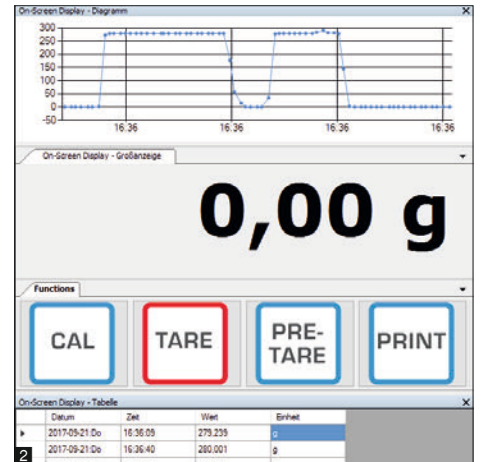 On-Screen Display - Diagramm X
300
250
200
150
100
50
0
-50
16:36 16:36 16:36 16:36
On-Screen Display - Großanzeige
0,00 g
Functions
CAL TARE PRE-TARE PRINT
On-Screen Display - Tabelle X
Datum Zeit Wert Einheit
2017-09-21:Do 16:36:09 279.239 g
2017-09-21:Do 16:36:40 280.001 g
2